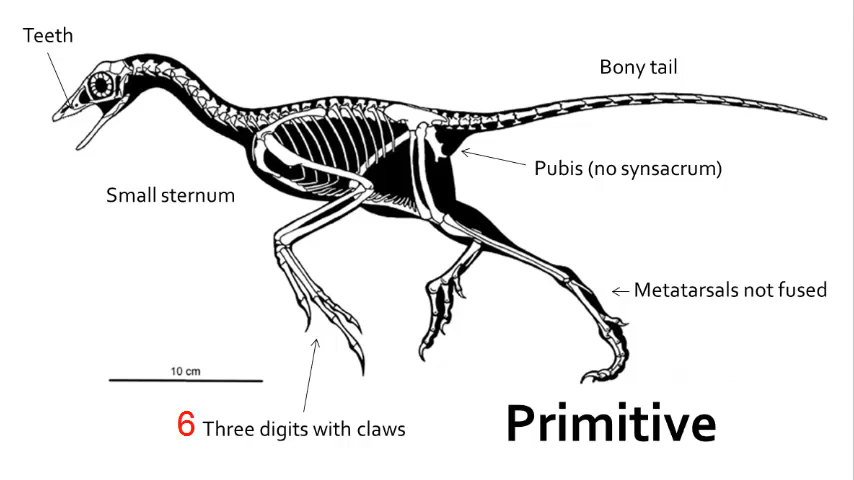 Teeth
Bony tail
Pubis (no synsacrum)
Small sternum
Metatarsals not fused
10 cm
6 Three digits with claws
Primitive